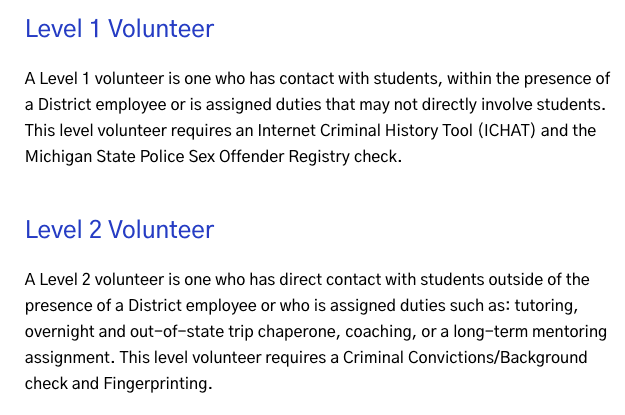 Level 1 Volunteer
A Level 1 volunteer is one who has contact with students, within the presence of
a District employee or is assigned duties that may not directly involve students.
This level volunteer requires an Internet Criminal History Tool (ICHAT) and the
Michigan State Police Sex Offender Registry check.
Level 2 Volunteer
A Level 2 volunteer is one who has direct contact with students outside of the
presence of a District employee or who is assigned duties such as: tutoring,
overnight and out-of-state trip chaperone, coaching, or a long-term mentoring
assignment. This level volunteer requires a Criminal Convictions/Background
check and Fingerprinting.